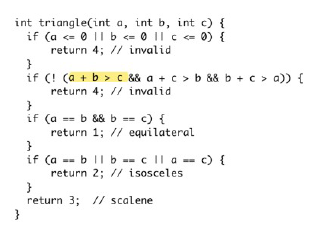 int triangle(int a, int b, int c) {
if (a <= 0 || b <= 0 || c <= 0) {
return 4; // invalid
}
if (! (a + b > c && a + c > b && b + c > a)) {
return 4; // invalid
}
if (a == b && b == c) {
return 1; // equilateral
}
if (a == b || b == c || a == c) {
return 2; // isosceles
}
return 3; // scalene
}